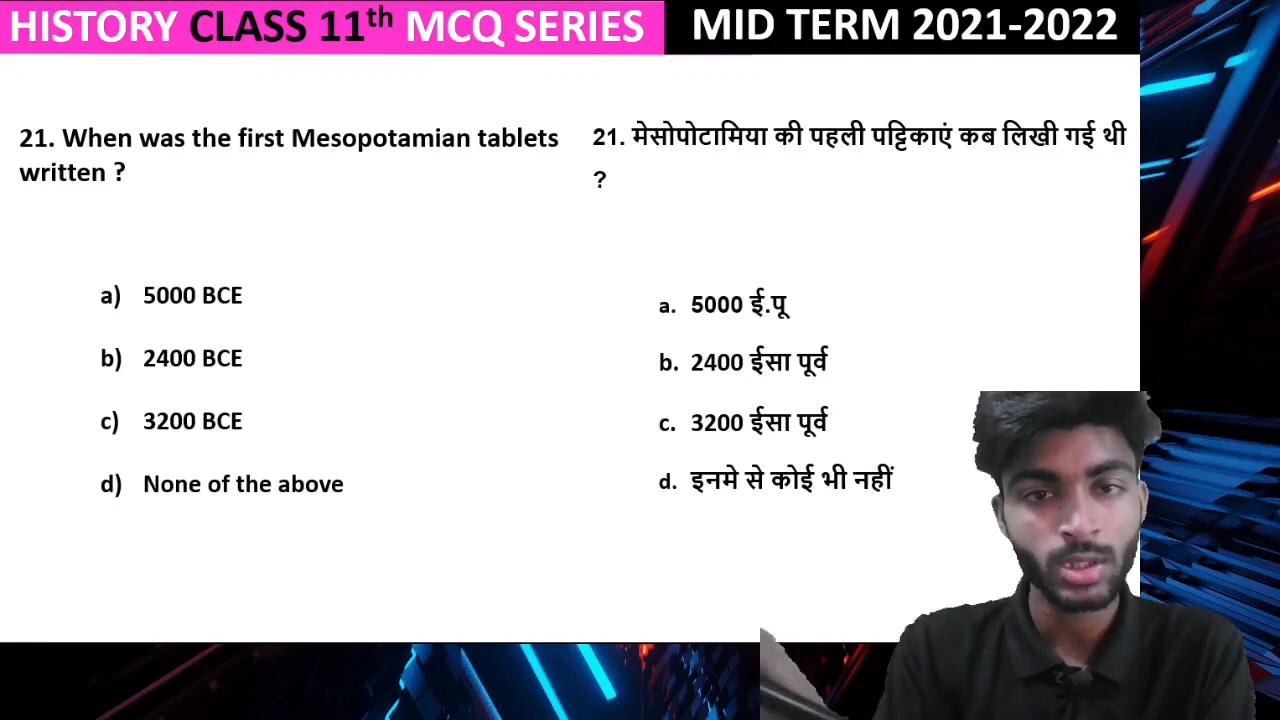 HISTORY CLASS 11th MCQ SERIES
MID TERM 2021-2022
21. When was the first Mesopotamian tablets
written ?
a) 5000 BCE
b) 2400 BCE
c) 3200 BCE
d) None of the above
21. मेसोपोटामिया की पहली पट्टिकाएं कब लिखी गई थी
?
a. 5000 ई.पू
b. 2400 ईसा पूर्व
c. 3200 ईसा पूर्व
d. इनमे से कोई भी नहीं